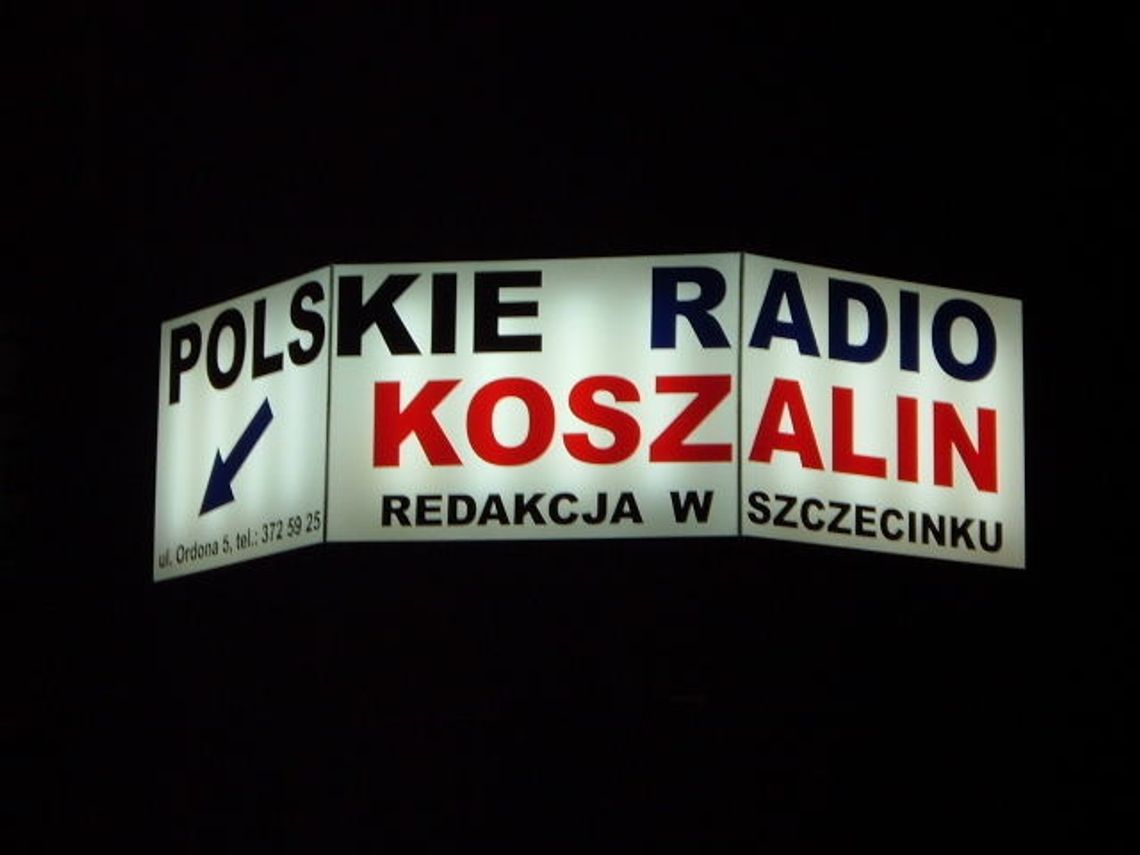 POLSKIE RADIO
KOSZALIN
REDAKCJA W SZCZECINKU
ul. Ordona 5, tel.: 372 59 25